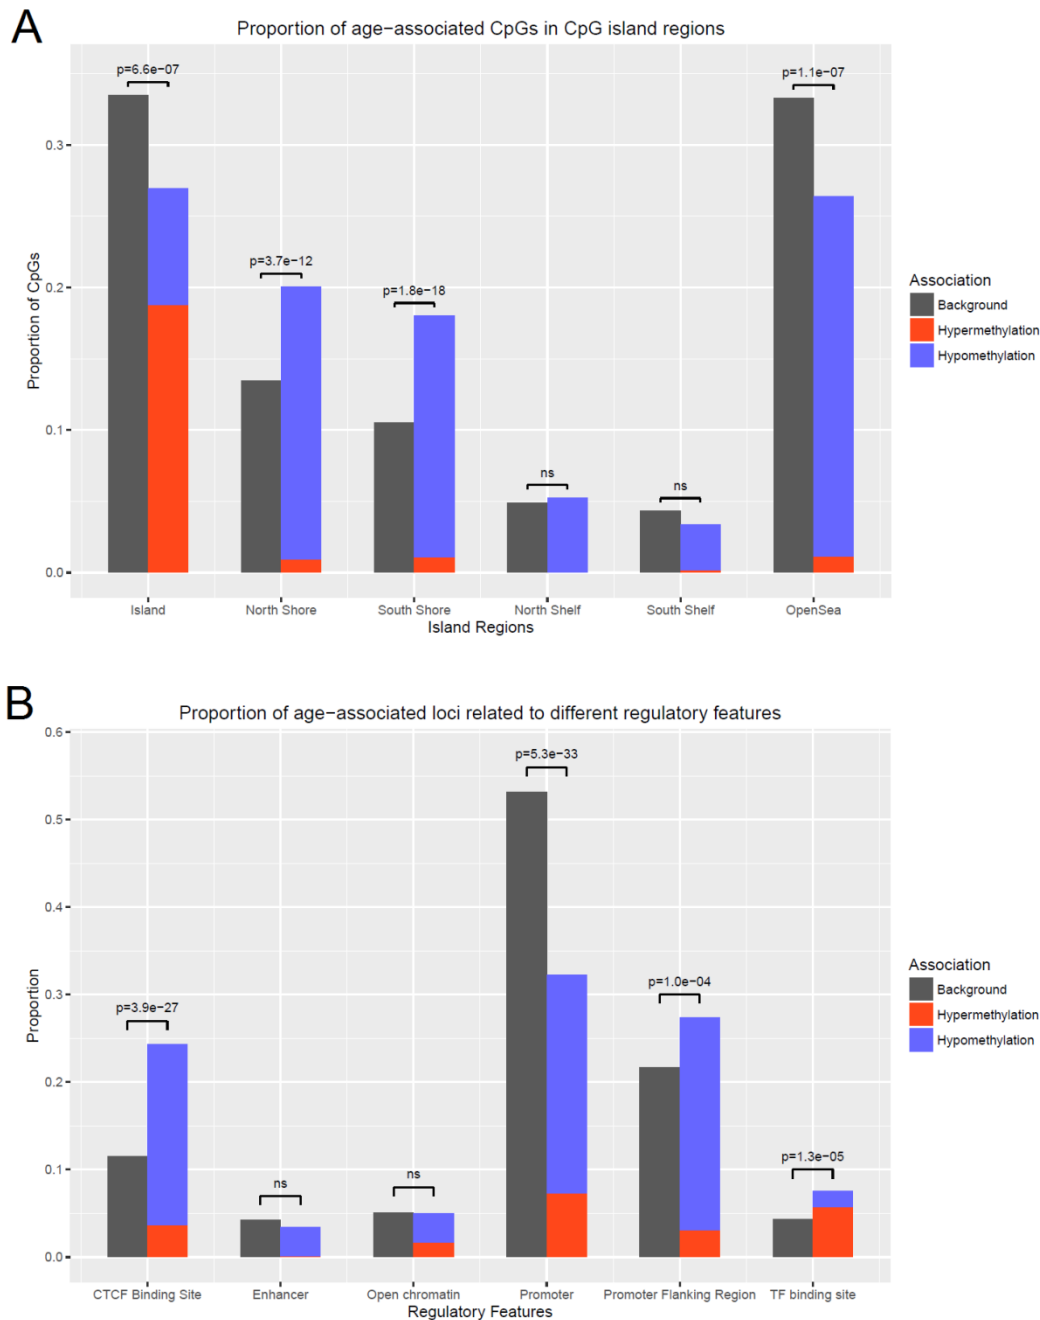 A
Proportion of age−associated CpGs in CpG island regions
p=6.6e−07
p=1.1e−07
0.3
p=3.7e−12
p=1.8e−18
0.2
Proportion of CpGs
Association
Background
Hypermethylation
Hypomethylation
0.1
ns
ns
0.0
Island
North Shore
South Shore
North Shelf
South Shelf
OpenSea
Island Regions
B
Proportion of age−associated loci related to different regulatory features
0.6
p=5.3e−33
0.5
0.4
0.3
p=3.9e−27
p=1.0e−04
Proportion
Association
Background
Hypermethylation
Hypomethylation
0.2
0.1
ns
ns
p=1.3e−05
0.0
CTCF Binding Site
Enhancer
Open chromatin
Promoter
Promoter Flanking Region
TF binding site
Regulatory Features